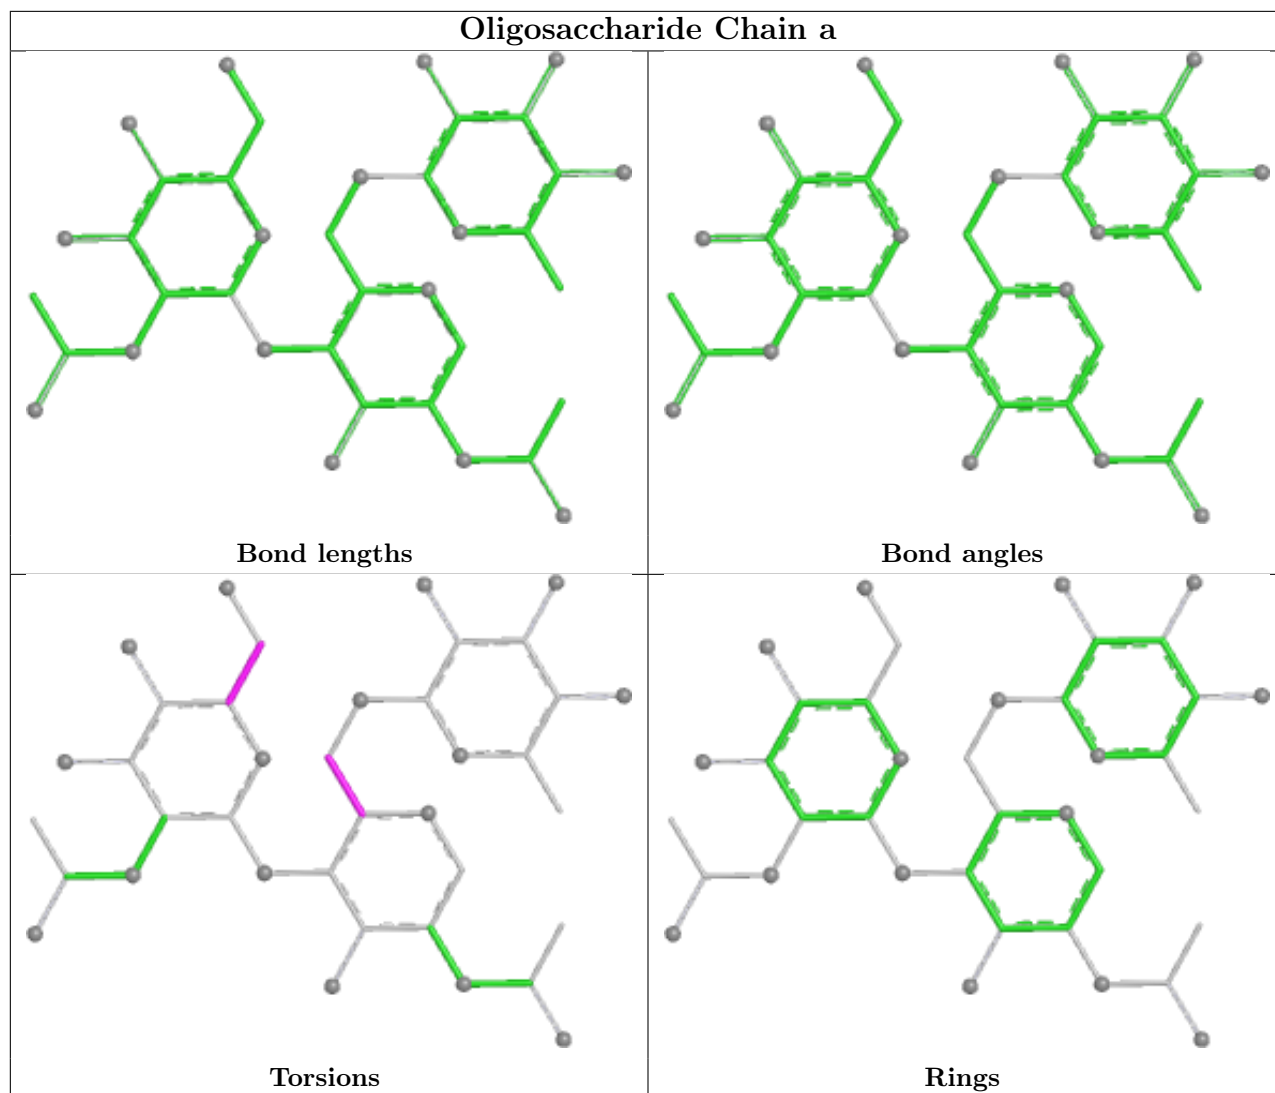 Oligosaccharide Chain a
Bond lengths
Bond angles
Torsions
Rings